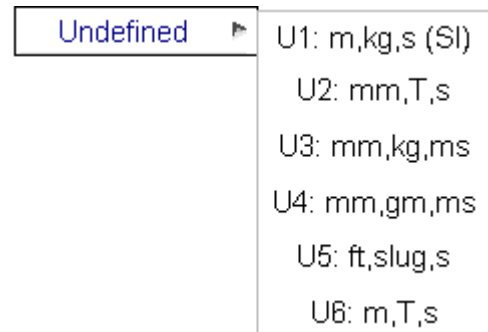 Undefined
U1: m,kg,s (SI)
U2: mm,T,s
U3: mm,kg,ms
U4: mm,gm,ms
U5: ft,slug,s
U6: m,T,s